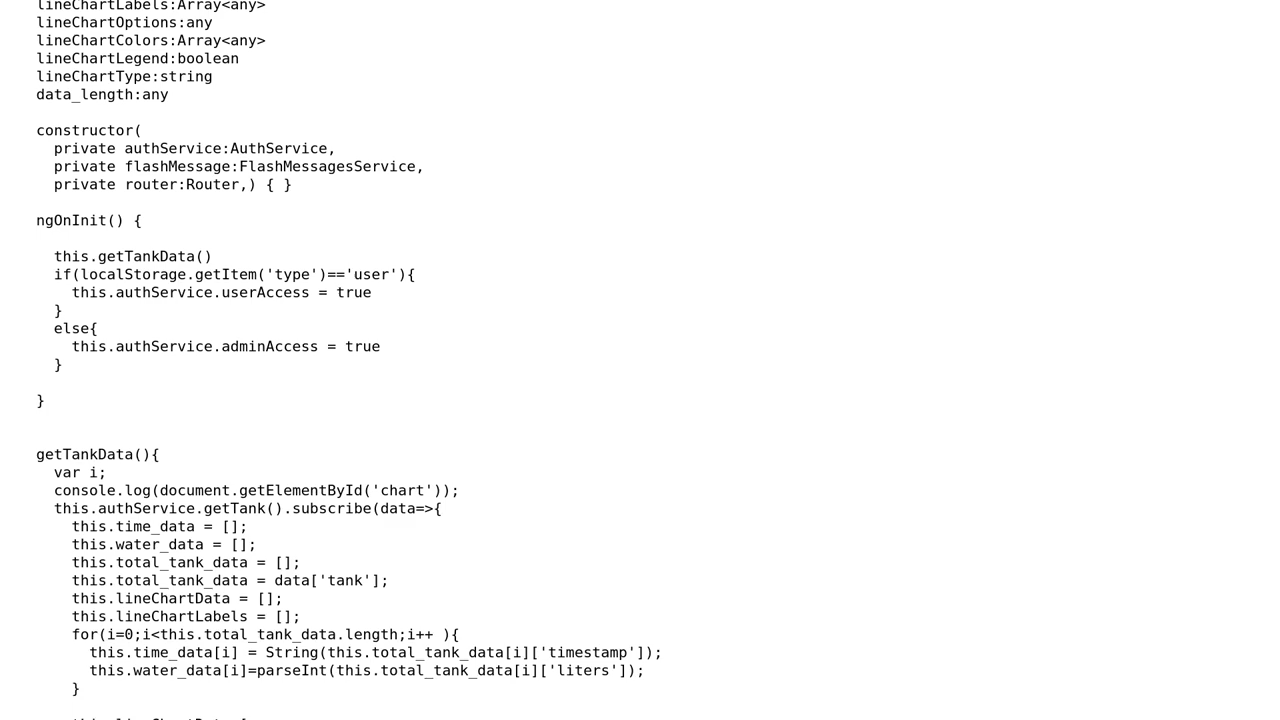 lineChartLabels:Array<any>
lineChartOptions:any
lineChartColors:Array<any>
lineChartLegend:boolean
lineChartType:string
data_length:any
constructor(
private authService:AuthService,
private flashMessage:FlashMessagesService,
private router:Router,) { }
ngOnInit() {
this.getTankData()
if(localStorage.getItem('type')=='user'){
this.authService.userAccess = true
}
else{
this.authService.adminAccess = true
}
}
getTankData(){
var i;
console.log(document.getElementById('chart'));
this.authService.getTank().subscribe(data=>{
this.time_data = [];
this.water_data = [];
this.total_tank_data = [];
this.total_tank_data = data['tank'];
this.lineChartData = [];
this.lineChartLabels = [];
for(i=0;i<this.total_tank_data.length;i++ ){
this.time_data[i] = String(this.total_tank_data[i]['timestamp']);
this.water_data[i]=parseInt(this.total_tank_data[i]['liters']);
}